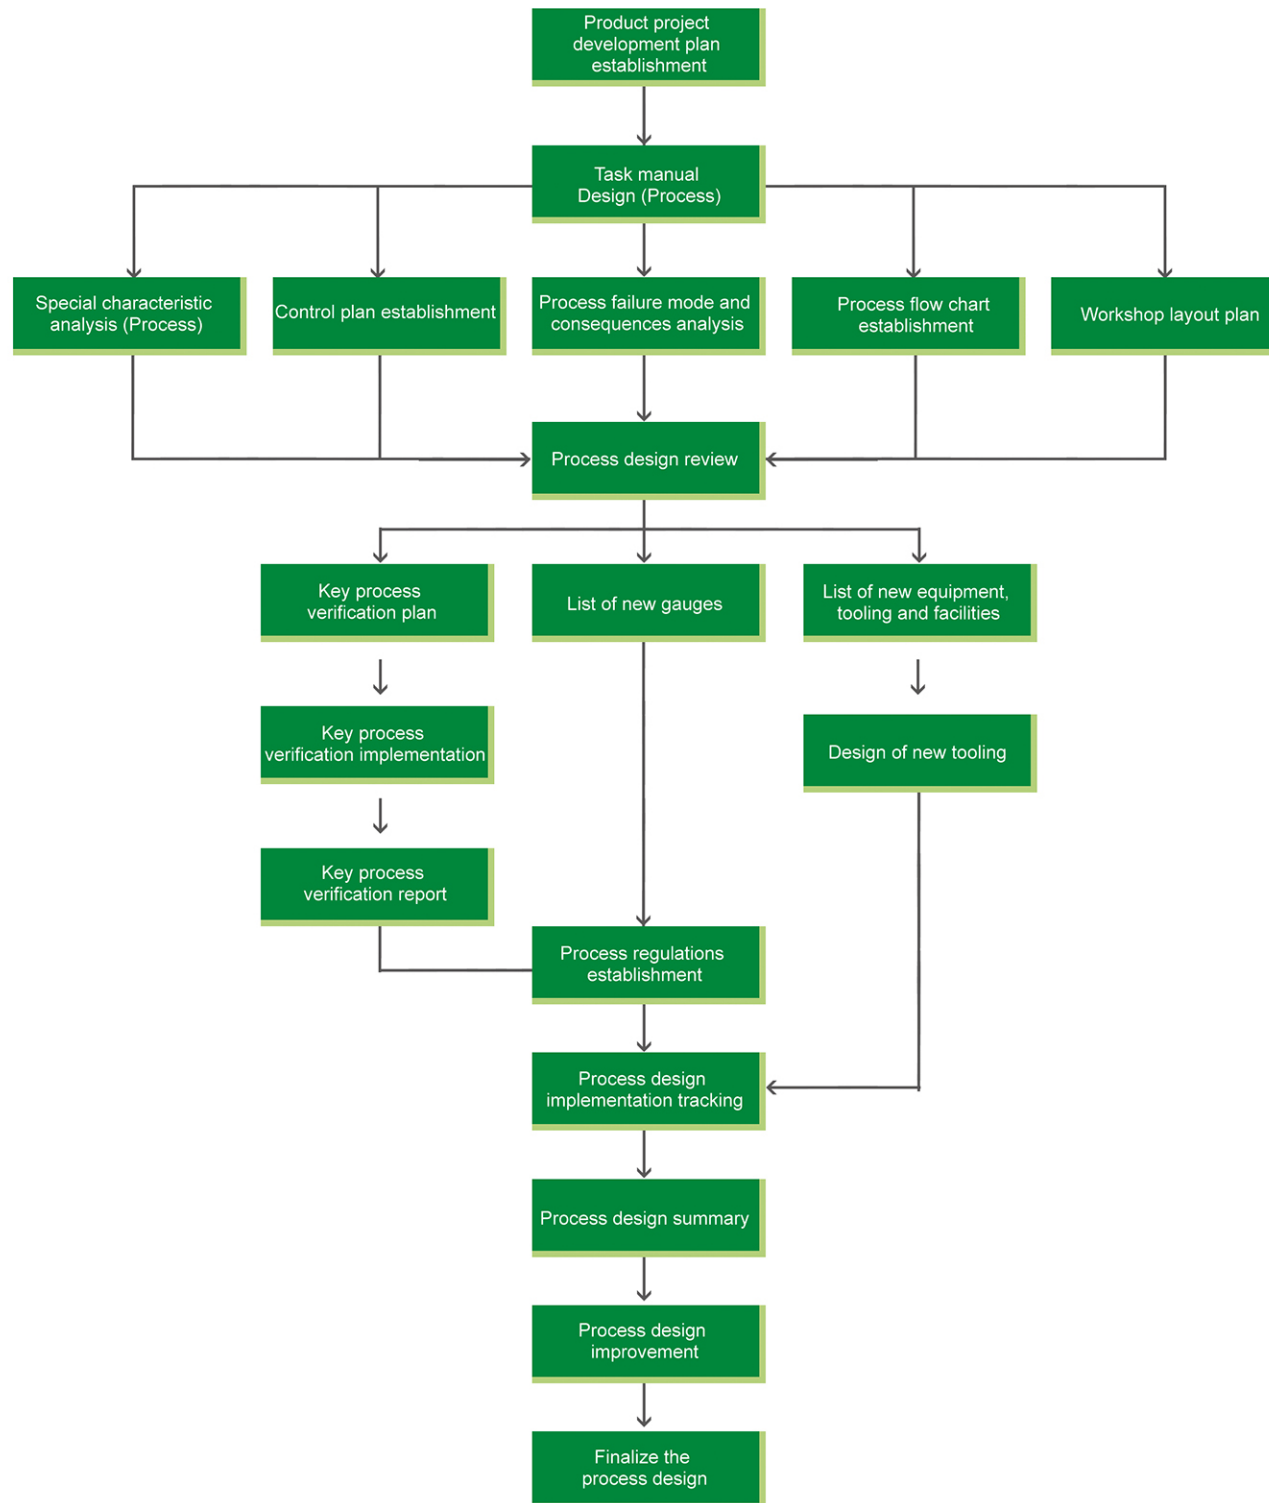 Product project
development plan
establishment
Task manual
Design (Process)
Special characteristic
analysis (Process)
Control plan establishment
Process failure mode and
consequences analysis
Process flow chart
establishment
Workshop layout plan
Process design review
Key process
verification plan
List of new gauges
List of new equipment,
tooling and facilities
Key process
verification implementation
Design of new tooling
Key process
verification report
Process regulations
establishment
Process design
implementation tracking
Process design summary
Process design
improvement
Finalize the
process design